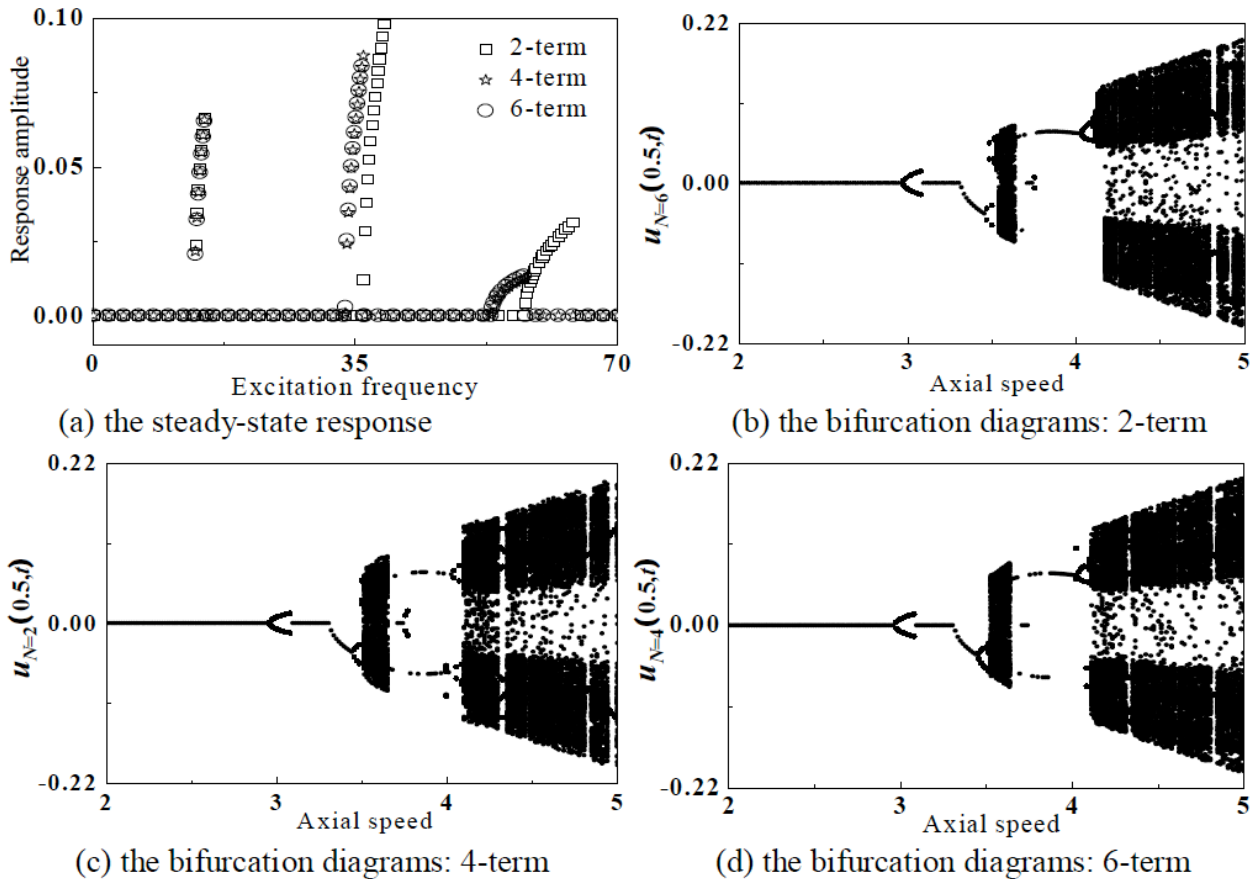 0.10
0.05
0.00
Response amplitude
2-term
4-term
6-term
0
35
70
Excitation frequency
(a) the steady-state response
0.22
0.00
-0.22
u_{N=6}(0.5,t)
2
3
4
5
Axial speed
(b) the bifurcation diagrams: 2-term
0.22
0.00
-0.22
u_{N=2}(0.5,t)
2
3
4
5
Axial speed
(c) the bifurcation diagrams: 4-term
0.22
0.00
-0.22
u_{N=4}(0.5,t)
2
3
4
5
Axial speed
(d) the bifurcation diagrams: 6-term